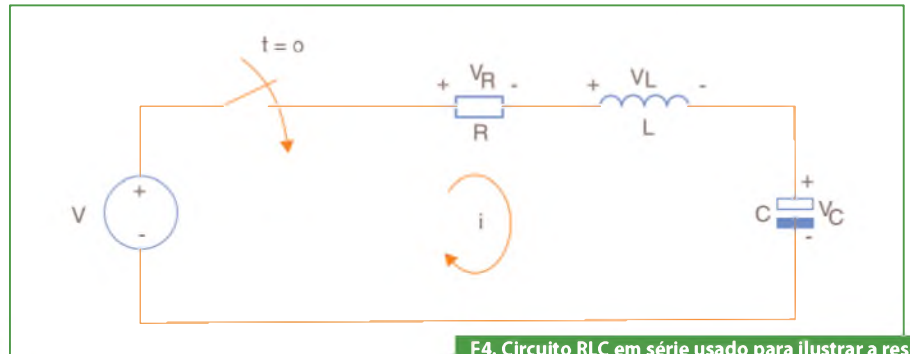 t = o
+ VR -
R
+ VL -
L
V
+
-
i
C
+
VC
-
F4. Circuito RLC em série usado para ilustrar a res